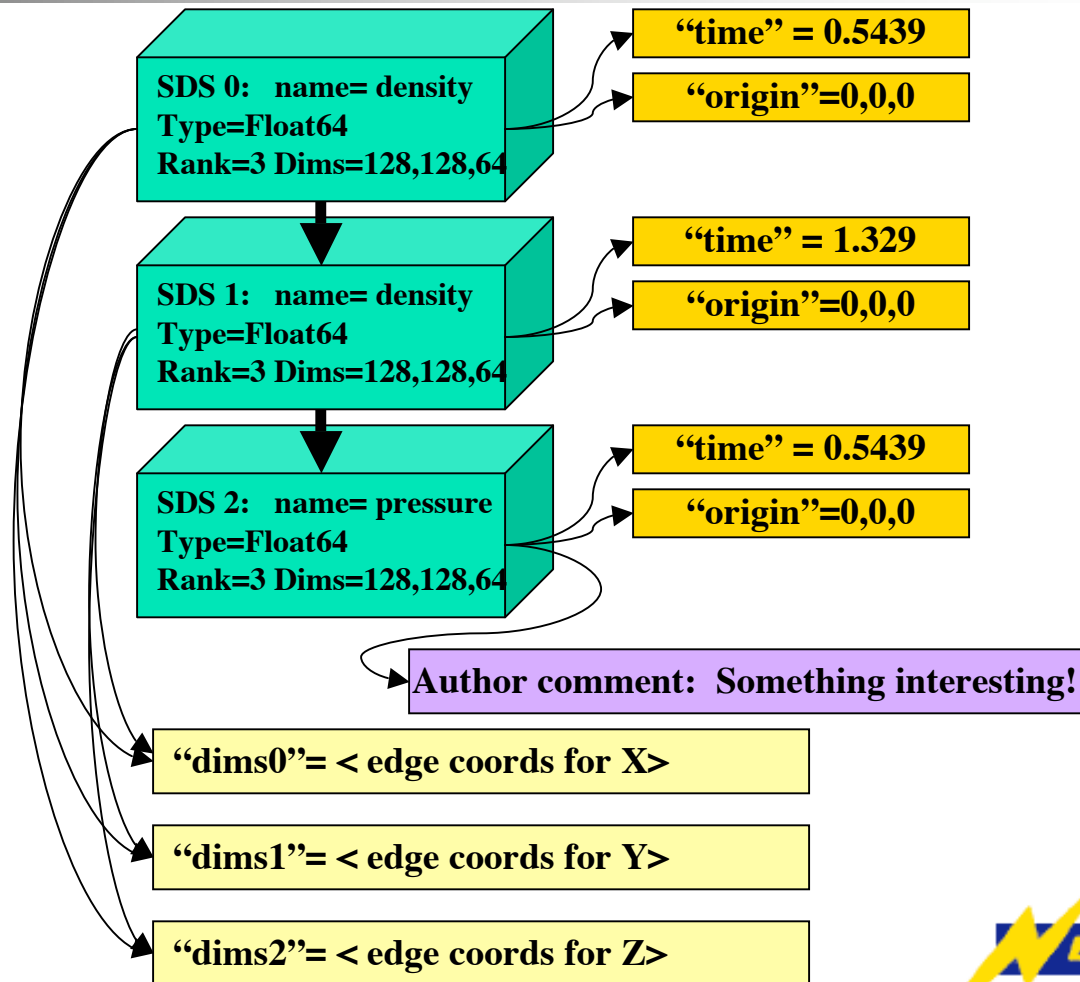 SDS 0: name= density
Type=Float64
Rank=3 Dims=128,128,64
“time” = 0.5439
“origin”=0,0,0
SDS 1: name= density
Type=Float64
Rank=3 Dims=128,128,64
“time” = 1.329
“origin”=0,0,0
SDS 2: name= pressure
Type=Float64
Rank=3 Dims=128,128,64
“time” = 0.5439
“origin”=0,0,0
Author comment: Something interesting!
“dims0”= < edge coords for X>
“dims1”= < edge coords for Y>
“dims2”= < edge coords for Z>